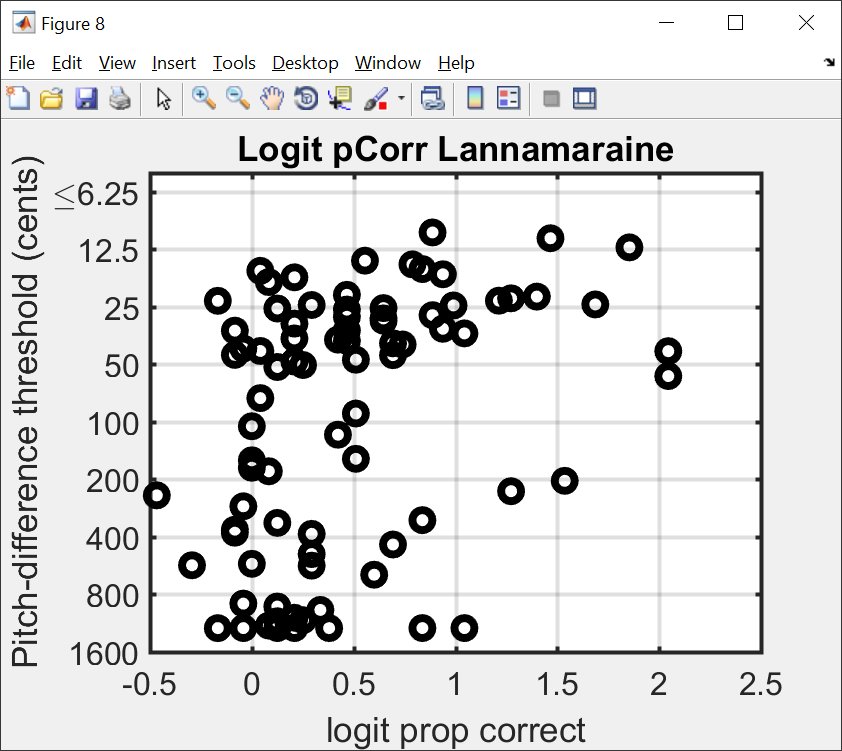 Figure 8
File Edit View Insert Tools Desktop Window Help
Logit pCorr Lannamaraine
Pitch-difference threshold (cents)
≤6.25
12.5
25
50
100
200
400
800
1600
-0.5 0 0.5 1 1.5 2 2.5
logit prop correct